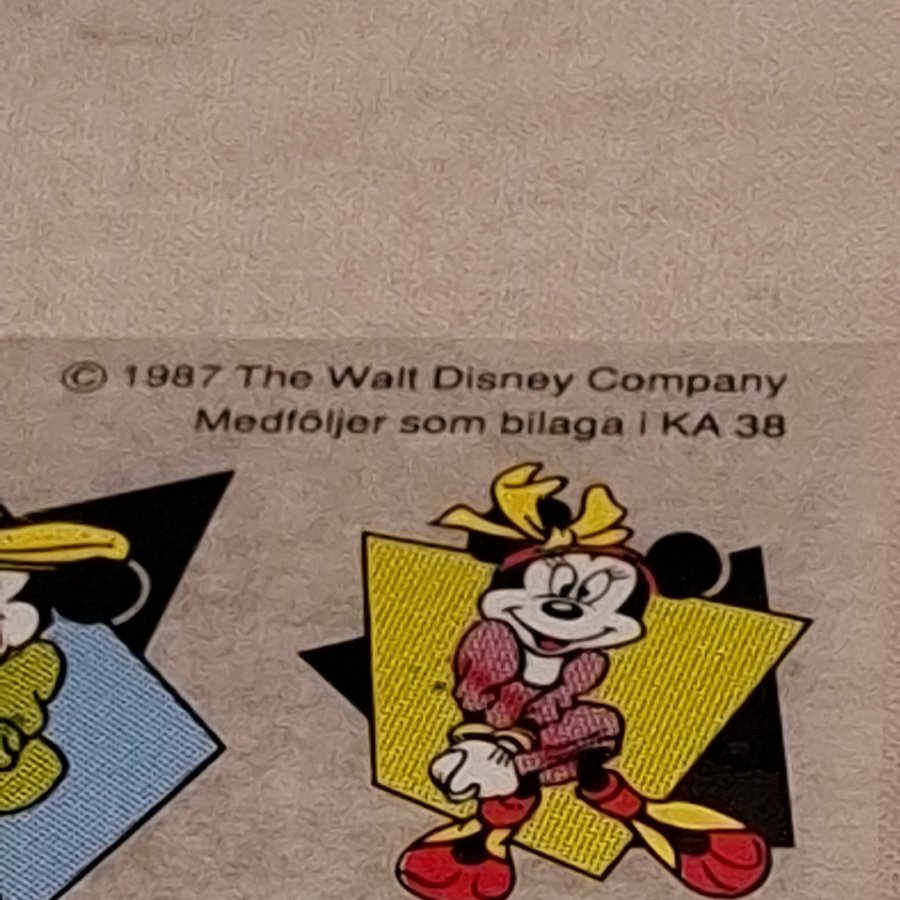 © 1987 The Walt Disney Company
Medföljer som bilaga i KA 38